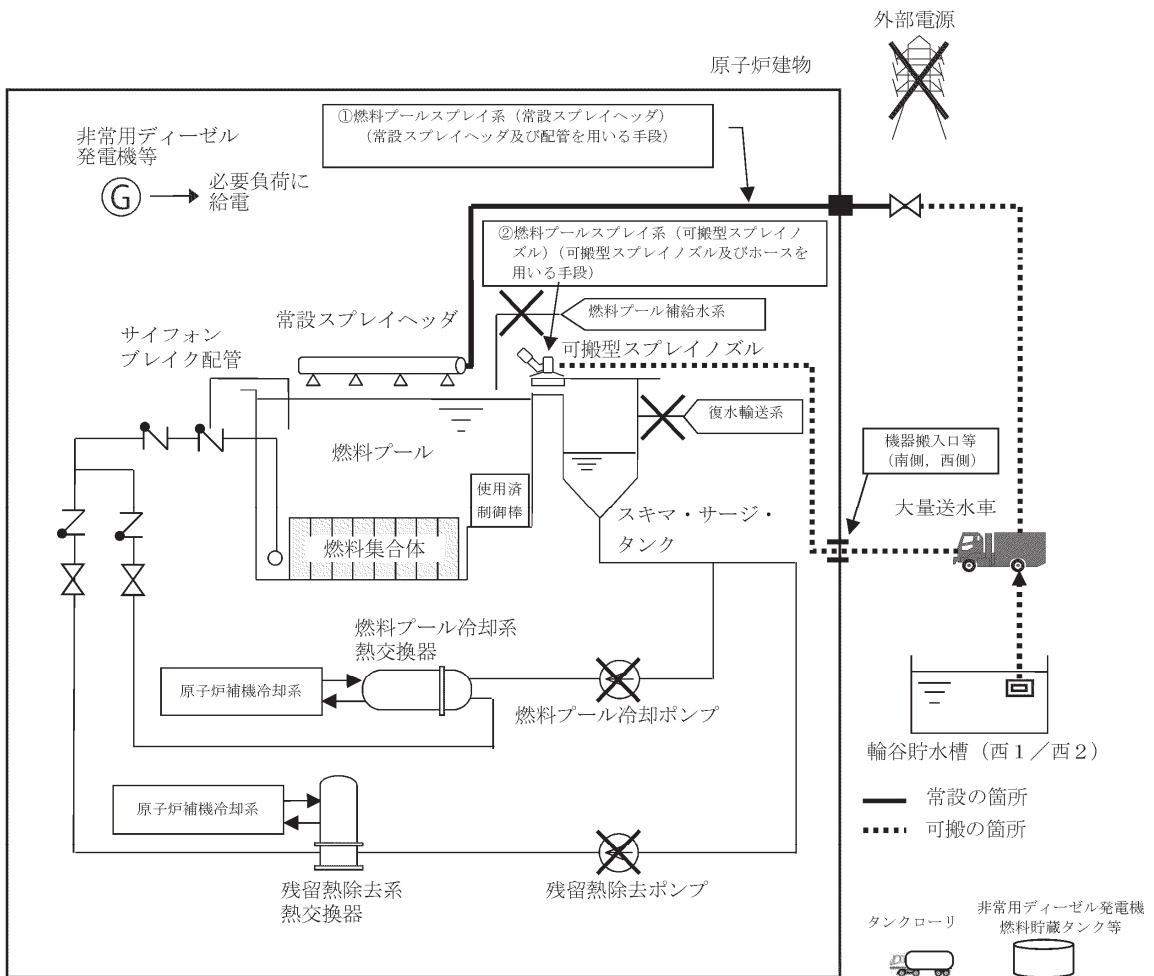 外部電源
原子炉建物
①燃料プールスプレイ系（常設スプレイヘッダ）
（常設スプレイヘッダ及び配管を用いる手段）
非常用ディーゼル
発電機等
G
必要負荷に
給電
②燃料プールスプレイ系（可搬型スプレイノ
ズル）（可搬型スプレイノズル及びホースを
用いる手段）
燃料プール補給水系
常設スプレイヘッダ
可搬型スプレイノズル
サイフォン
ブレイク配管
復水輸送系
機器搬入口等
（南側，西側）
燃料プール
使用済
制御棒
大量送水車
スキマ・サージ・
タンク
燃料集合体
燃料プール冷却系
熱交換器
原子炉補機冷却系
燃料プール冷却ポンプ
輪谷貯水槽（西１／西２）
常設の箇所
可搬の箇所
原子炉補機冷却系
残留熱除去系
熱交換器
残留熱除去ポンプ
タンクローリ
非常用ディーゼル発電機
燃料貯蔵タンク等